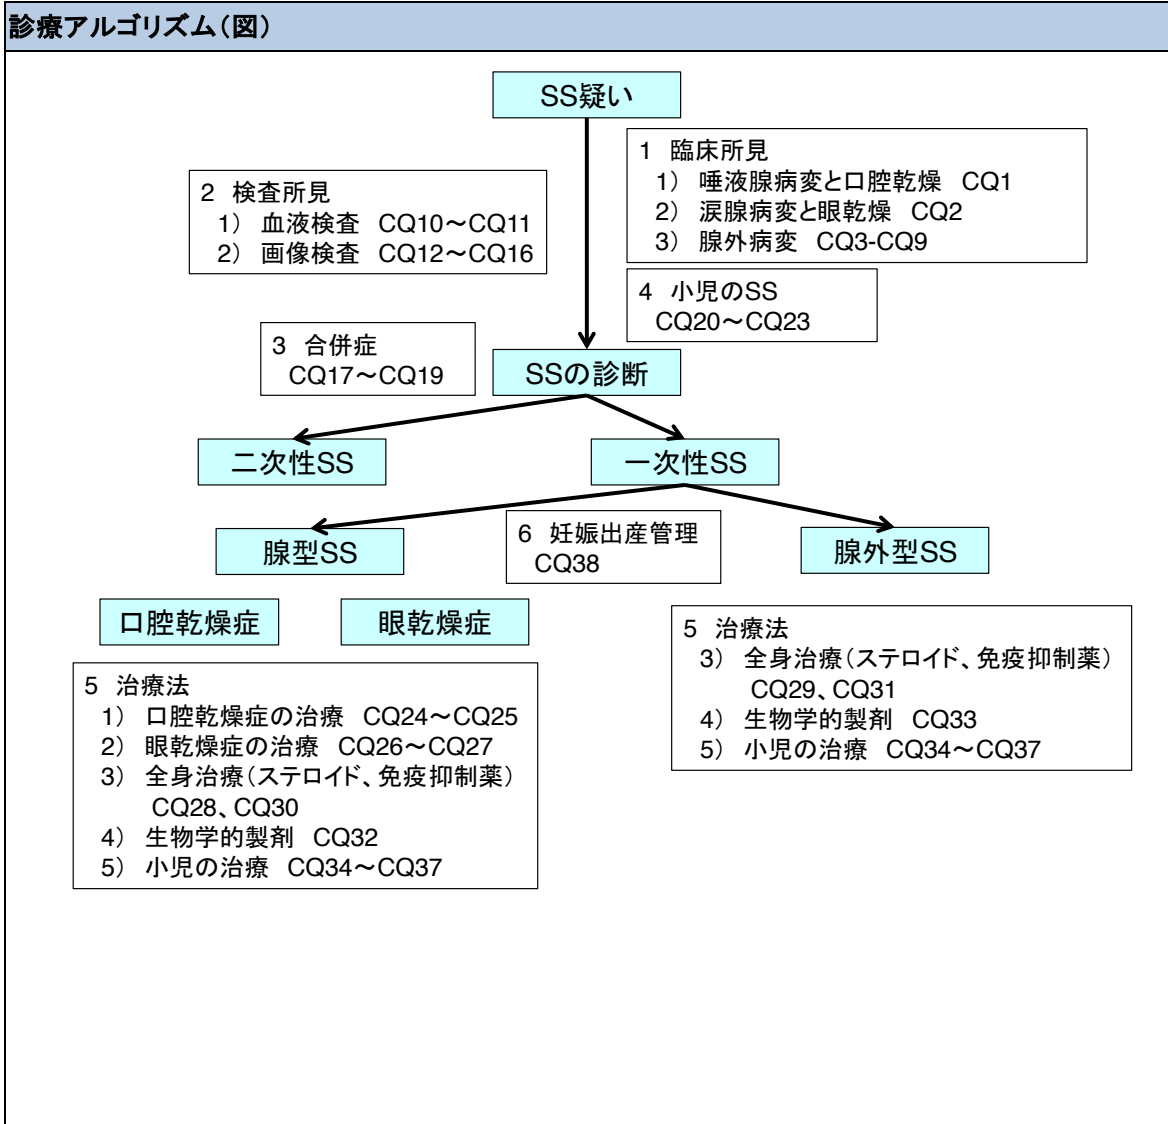 診療アルゴリズム(図)
SS疑い
1 臨床所見
1) 唾液腺病変と口腔乾燥 CQ1
2) 涙腺病変と眼乾燥 CQ2
3) 腺外病変 CQ3-CQ9
2 検査所見
1) 血液検査 CQ10～CQ11
2) 画像検査 CQ12～CQ16
4 小児のSS
CQ20～CQ23
3 合併症
CQ17～CQ19
SSの診断
二次性SS
一次性SS
腺型SS
6 妊娠出産管理
CQ38
腺外型SS
口腔乾燥症
眼乾燥症
5 治療法
1) 口腔乾燥症の治療 CQ24～CQ25
2) 眼乾燥症の治療 CQ26～CQ27
3) 全身治療(ステロイド、免疫抑制薬)
CQ28、CQ30
4) 生物学的製剤 CQ32
5) 小児の治療 CQ34～CQ37
5 治療法
3) 全身治療(ステロイド、免疫抑制薬)
CQ29、CQ31
4) 生物学的製剤 CQ33
5) 小児の治療 CQ34～CQ37